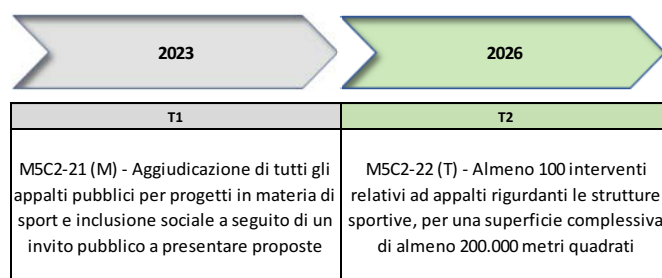 2023
2026
T1
T2
M5C2-21 (M) - Aggiudicazione di tutti gli
appalti pubblici per progetti in materia di
sport e inclusione sociale a seguito di un
invito pubblico a presentare proposte
M5C2-22 (T) - Almeno 100 interventi
relativi ad appalti rigurdanti le strutture
sportive, per una superficie complessiva
di almeno 200.000 metri quadrati